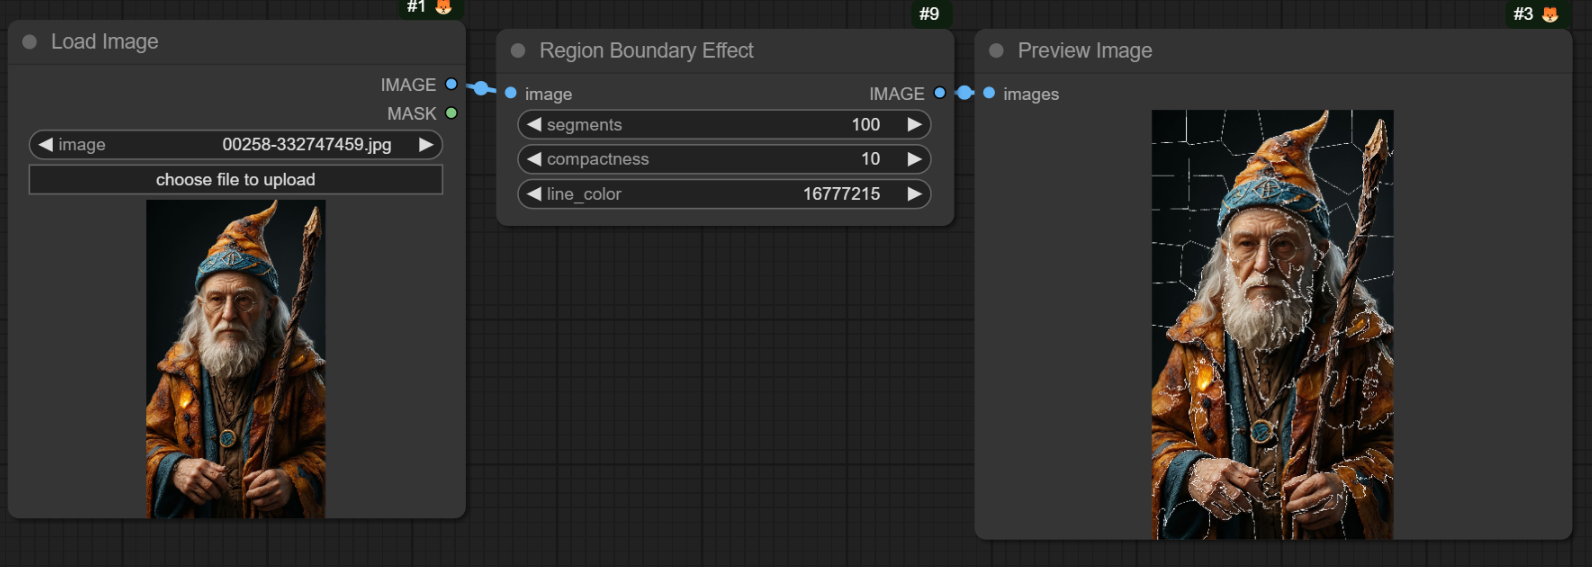 #1
Load Image
IMAGE
MASK
image 00258-332747459.jpg
choose file to upload
#9
Region Boundary Effect
image IMAGE
segments 100
compactness 10
line_color 16777215
#3
Preview Image
images